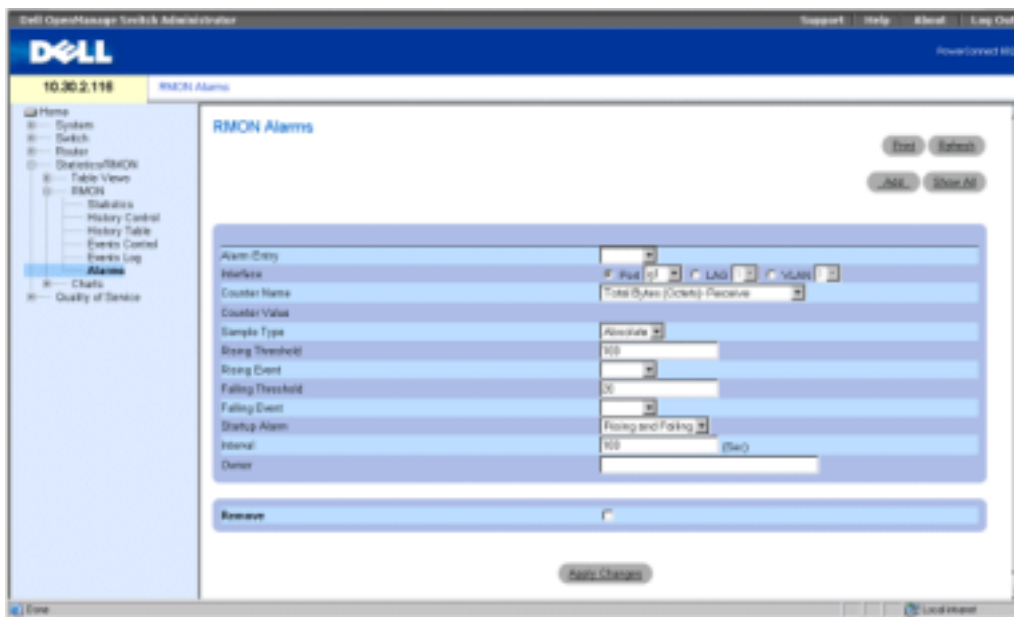 Dell OpenManage Switch Administrator
Support Help About Log Out
DELL
PowerConnect
10.30.2.116
RMON Alarms
Home
System
Switch
Router
Statistics/RMON
Table Views
RMON
Statistics
History Control
History Table
Events Control
Events Log
Alarms
Charts
Quality of Service
RMON Alarms
Print Refresh
Add Show All
Alarm Entry
Interface Port g1 LAG 1 VLAN 1
Counter Name Total Bytes (Octets)- Receive
Counter Value
Sample Type Absolute
Rising Threshold 100
Rising Event
Falling Threshold 20
Falling Event
Startup Alarm Rising and Falling
Interval 100 (Sec)
Owner
Remove
Apply Changes
Done
Local intranet